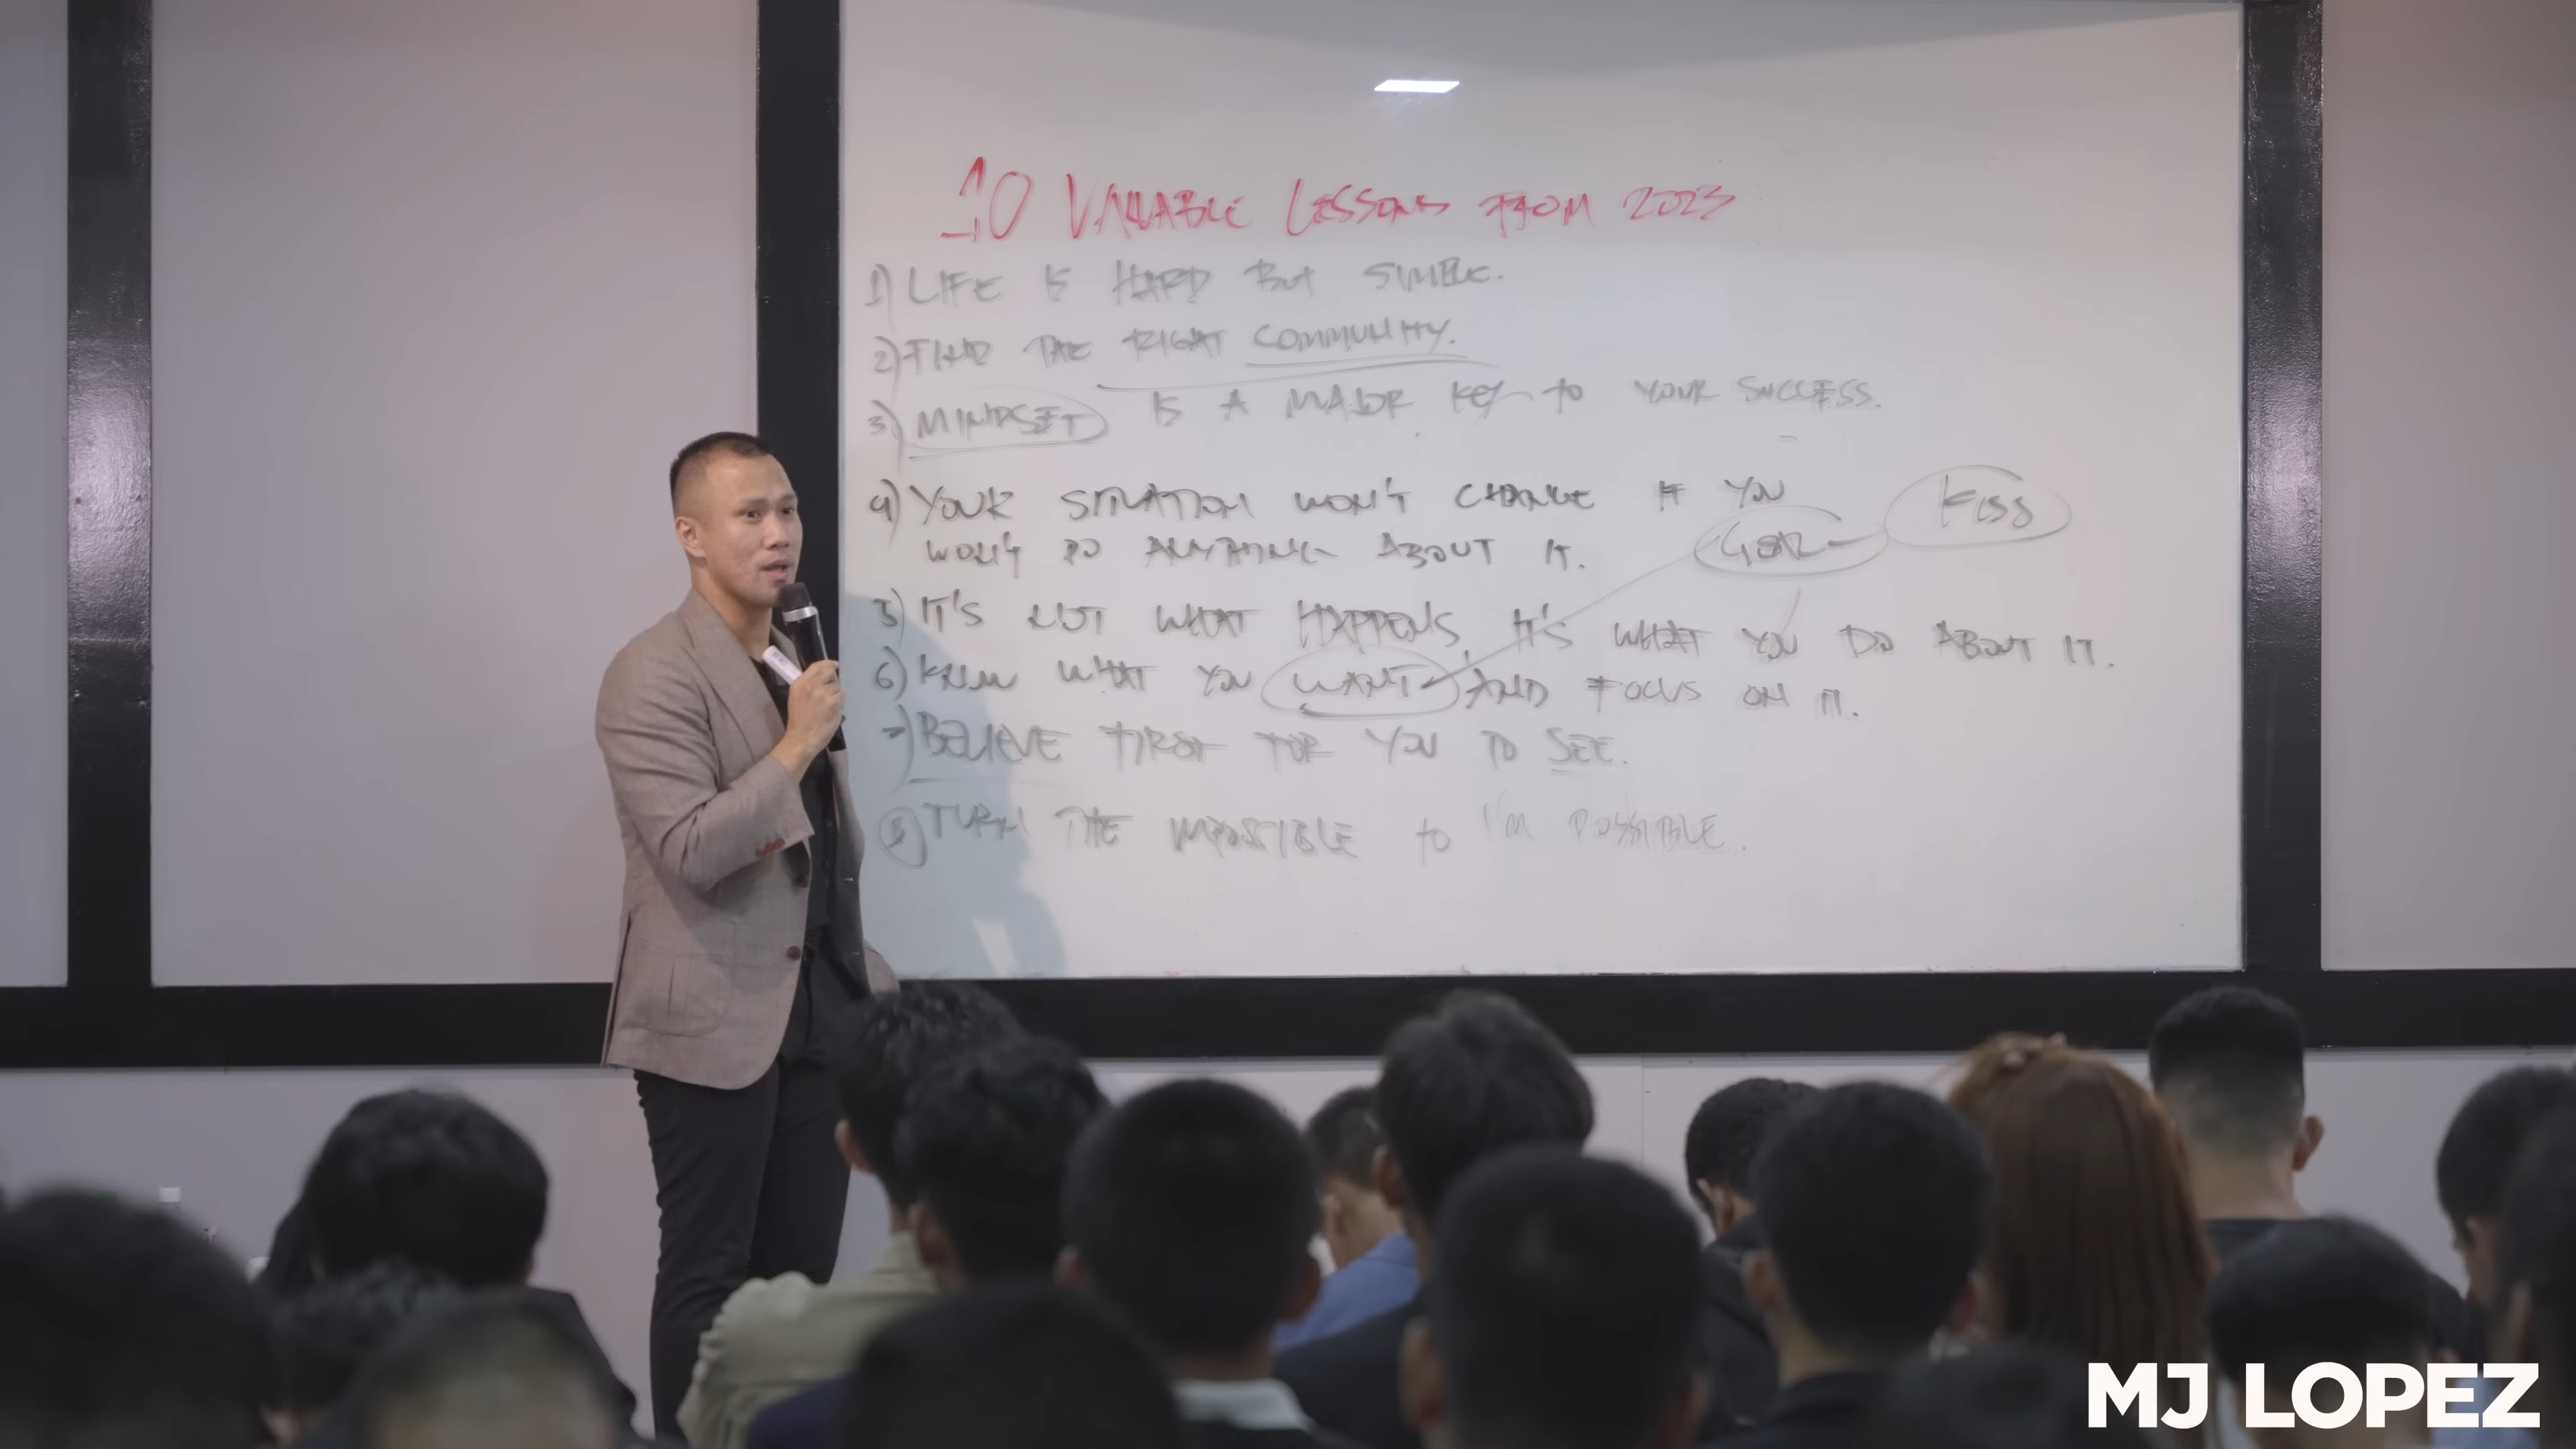 10 VALUABLE LESSONS FROM 2023
1) LIFE IS HARD BUT SIMPLE.
2) FIND THE RIGHT COMMUNITY.
3) MINDSET IS A MAJOR KEY TO YOUR SUCCESS.
4) YOUR SITUATION WON'T CHANGE IF YOU
KISS
WON'T DO ANYTHING ABOUT IT.
GOAL
5) IT'S NOT WHAT HAPPENS, IT'S WHAT YOU DO ABOUT IT.
6) KNOW WHAT YOU WANT AND FOCUS ON IT.
7) BELIEVE FIRST FOR YOU TO SEE.
8) TURN THE IMPOSSIBLE to I'M POSSIBLE.
MJ LOPEZ